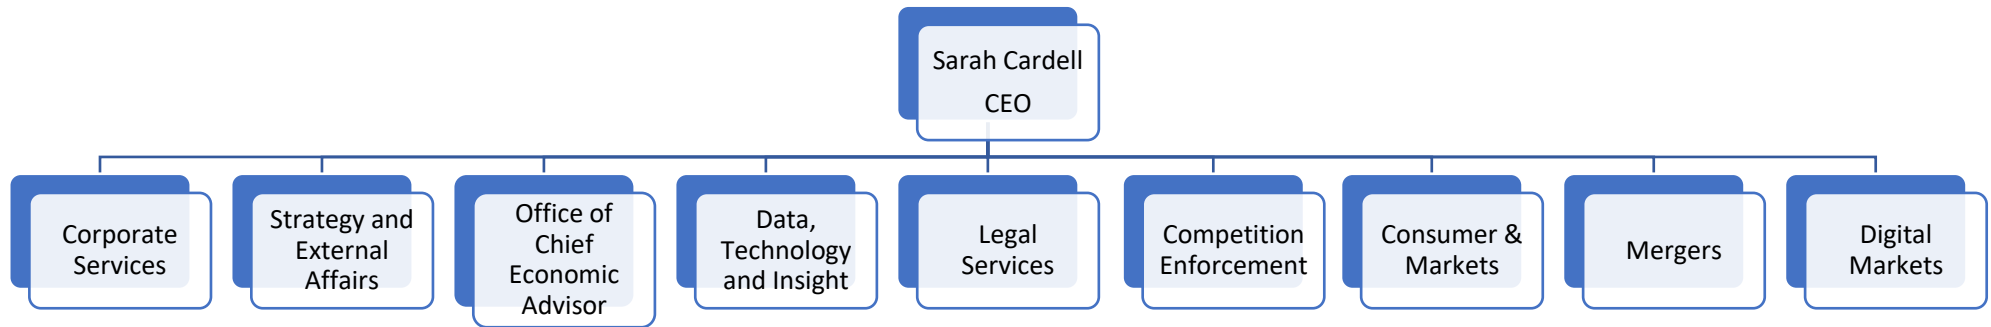 Sarah Cardell
CEO
Corporate
Services
Strategy and
External
Affairs
Office of
Chief
Economic
Advisor
Data,
Technology
and Insight
Legal
Services
Competition
Enforcement
Consumer &
Markets
Mergers
Digital
Markets